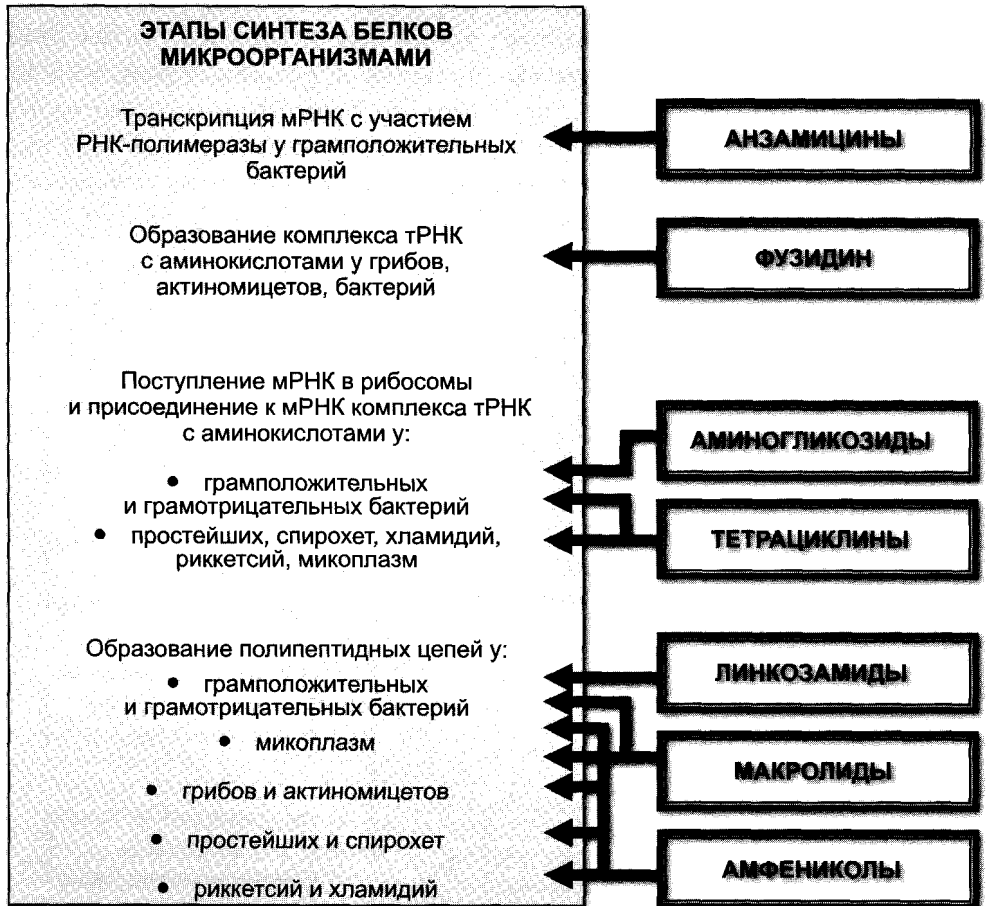 ЭТАПЫ СИНТЕЗА БЕЛКОВ
МИКРООРГАНИЗМАМИ
Транскрипция мРНК с участием
РНК-полимеразы у грамположительных
бактерий
АНЗАМИЦИНЫ
Образование комплекса тРНК
с аминокислотами у грибов,
актиномицетов, бактерий
ФУЗИДИН
Поступление мРНК в рибосомы
и присоединение к мРНК комплекса тРНК
с аминокислотами у:
• грамположительных
и грамотрицательных бактерий
• простейших, спирохет, хламидий,
риккетсий, микоплазм
АМИНОГЛИКОЗИДЫ
ТЕТРАЦИКЛИНЫ
Образование полипептидных цепей у:
• грамположительных
и грамотрицательных бактерий
• микоплазм
• грибов и актиномицетов
• простейших и спирохет
• риккетсий и хламидий
ЛИНКОЗАМИДЫ
МАКРОЛИДЫ
АМФЕНИКОЛЫ